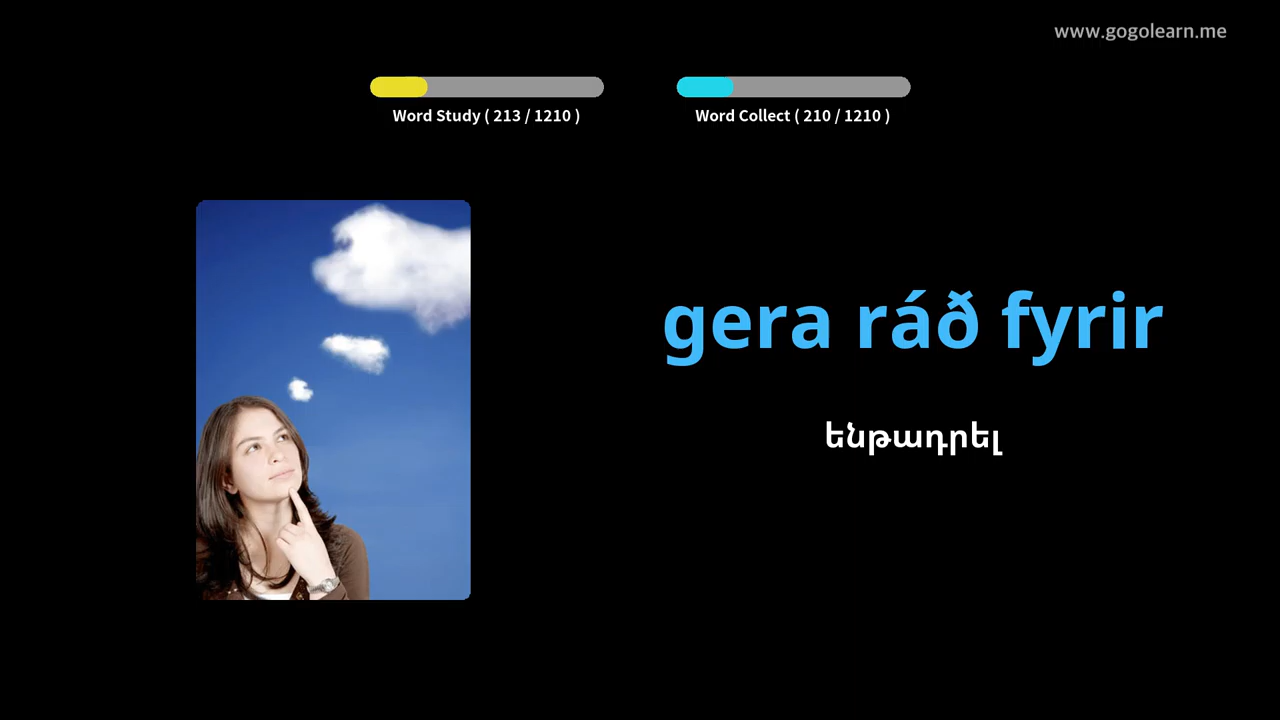 www.gogolearn.me
Word Study ( 213 / 1210 )
Word Collect ( 210 / 1210 )
gera ráð fyrir
ենթադրել